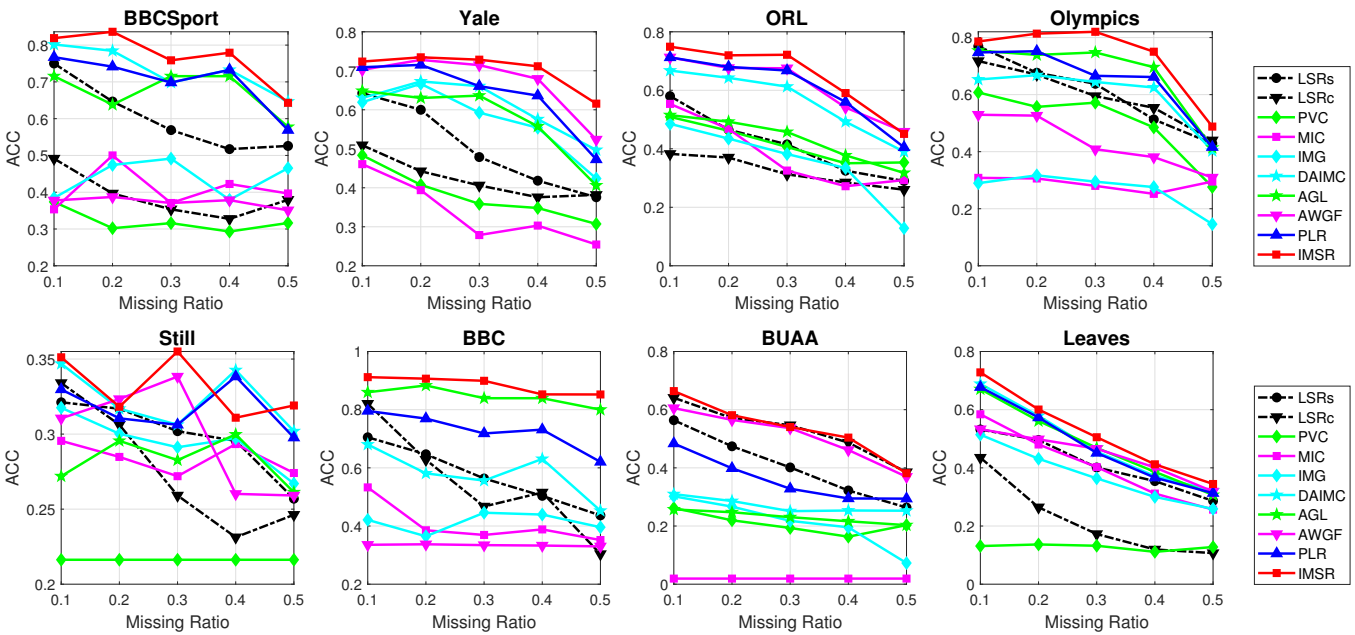 BBCSport
Yale
ORL
Olympics
ACC
0.8
0.7
0.6
0.5
0.4
0.3
0.2
0.1 0.2 0.3 0.4 0.5
Missing Ratio
ACC
0.8
0.7
0.6
0.5
0.4
0.3
0.2
0.1 0.2 0.3 0.4 0.5
Missing Ratio
ACC
0.8
0.6
0.4
0.2
0
0.1 0.2 0.3 0.4 0.5
Missing Ratio
ACC
0.8
0.6
0.4
0.2
0
0.1 0.2 0.3 0.4 0.5
Missing Ratio
LSRs
LSRc
PVC
MIC
IMG
DAIMC
AGL
AWGF
PLR
IMSR
Still
BBC
BUAA
Leaves
ACC
0.35
0.3
0.25
0.2
0.1 0.2 0.3 0.4 0.5
Missing Ratio
ACC
1
0.8
0.6
0.4
0.2
0.1 0.2 0.3 0.4 0.5
Missing Ratio
ACC
0.8
0.6
0.4
0.2
0
0.1 0.2 0.3 0.4 0.5
Missing Ratio
ACC
0.8
0.6
0.4
0.2
0
0.1 0.2 0.3 0.4 0.5
Missing Ratio
LSRs
LSRc
PVC
MIC
IMG
DAIMC
AGL
AWGF
PLR
IMSR